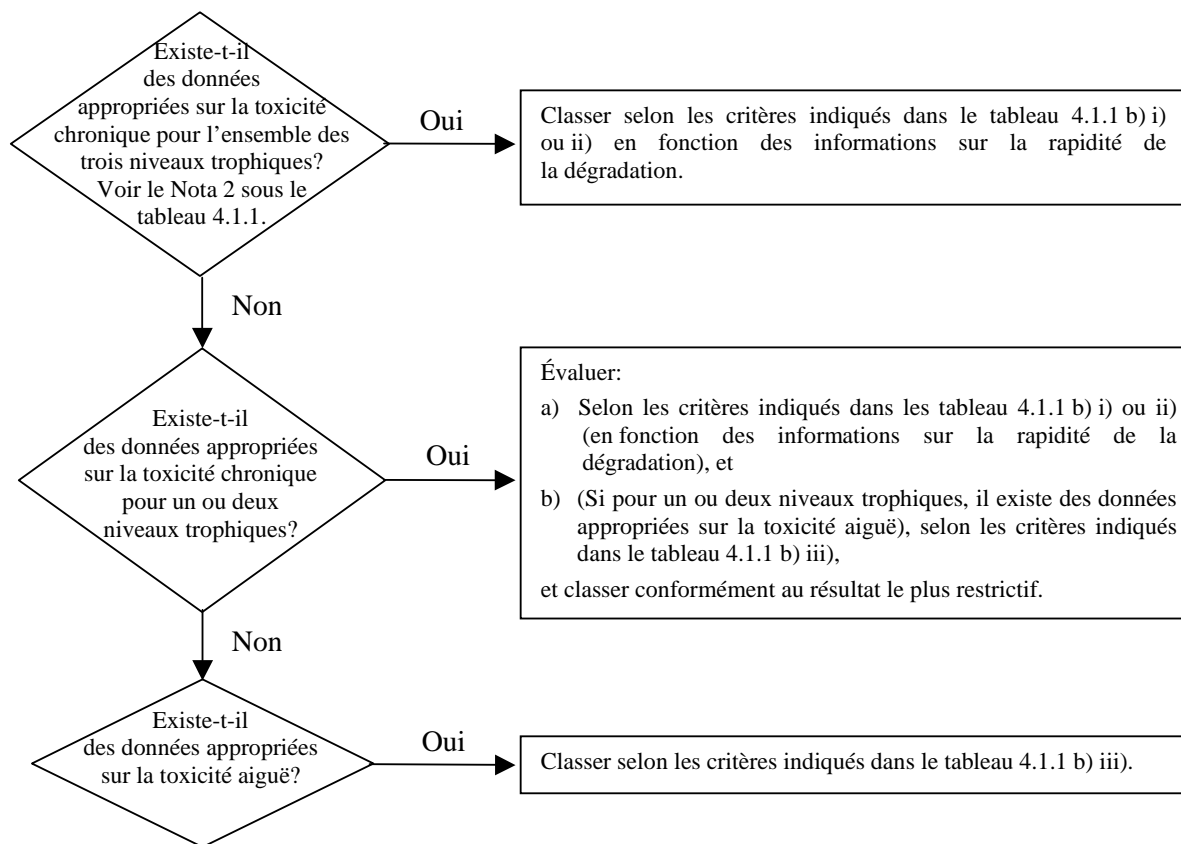 Existe-t-il
des données
appropriées sur la toxicité
chronique pour l'ensemble des
trois niveaux trophiques?
Voir le Nota 2 sous le
tableau 4.1.1.
Oui
Classer selon les critères indiqués dans le tableau 4.1.1 b) i)
ou ii) en fonction des informations sur la rapidité de
la dégradation.
Non
Existe-t-il
des données appropriées
sur la toxicité chronique
pour un ou deux
niveaux trophiques?
Oui
Évaluer:
a) Selon les critères indiqués dans les tableau 4.1.1 b) i) ou ii)
(en fonction des informations sur la rapidité de la
dégradation), et
b) (Si pour un ou deux niveaux trophiques, il existe des données
appropriées sur la toxicité aiguë), selon les critères indiqués
dans le tableau 4.1.1 b) iii),
et classer conformément au résultat le plus restrictif.
Non
Existe-t-il
des données appropriées
sur la toxicité aiguë?
Oui
Classer selon les critères indiqués dans le tableau 4.1.1 b) iii).